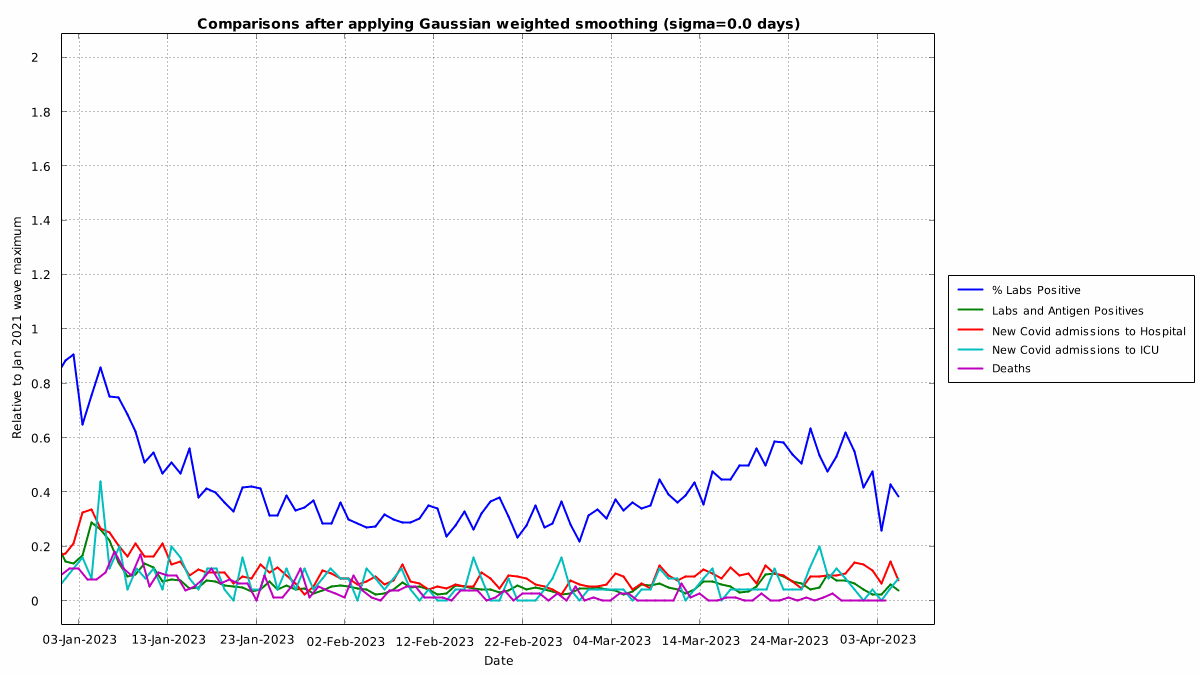 Comparisons after applying Gaussian weighted smoothing (sigma=0.0 days)
Relative to Jan 2021 wave maximum
2
1.8
1.6
1.4
1.2
1
0.8
0.6
0.4
0.2
0
03-Jan-2023 13-Jan-2023 23-Jan-2023 02-Feb-2023 12-Feb-2023 22-Feb-2023 04-Mar-2023 14-Mar-2023 24-Mar-2023 03-Apr-2023
Date
% Labs Positive
Labs and Antigen Positives
New Covid admissions to Hospital
New Covid admissions to ICU
Deaths